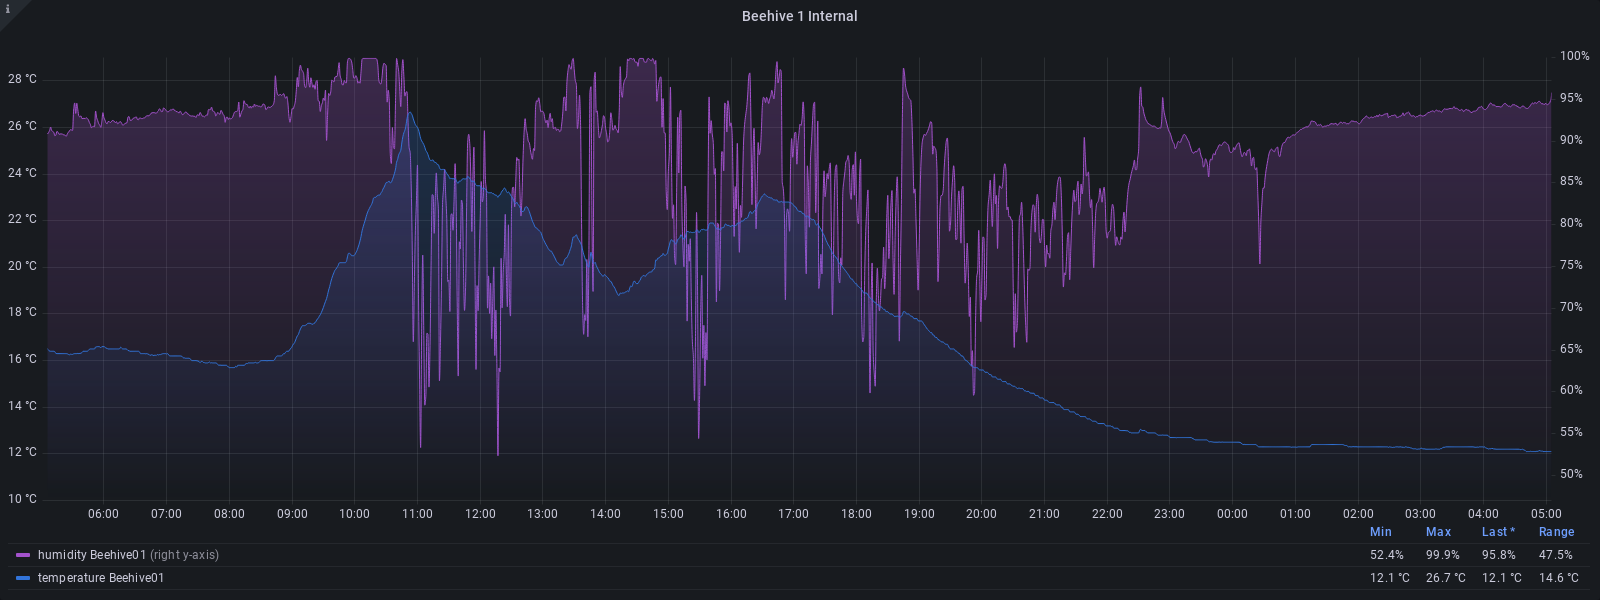 i
Beehive 1 Internal
28 °C
26 °C
24 °C
22 °C
20 °C
18 °C
16 °C
14 °C
12 °C
10 °C
100%
95%
90%
85%
80%
75%
70%
65%
60%
55%
50%
06:00 07:00 08:00 09:00 10:00 11:00 12:00 13:00 14:00 15:00 16:00 17:00 18:00 19:00 20:00 21:00 22:00 23:00 00:00 01:00 02:00 03:00 04:00 05:00
Min Max Last * Range
humidity Beehive01 (right y-axis) 52.4% 99.9% 95.8% 47.5%
temperature Beehive01 12.1 °C 26.7 °C 12.1 °C 14.6 °C